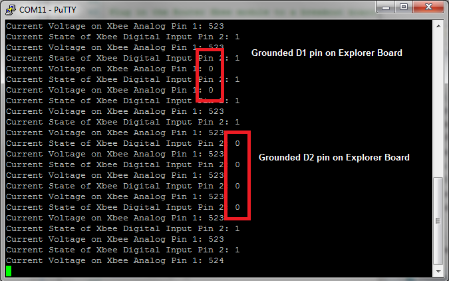 COM11 - PuTTY
Current Voltage on Xbee Analog Pin 1: 523
Current State of Xbee Digital Input Pin 2: 1
Current Voltage on Xbee Analog Pin 1: 523
Current State of Xbee Digital Input Pin 2: 1
Current Voltage on Xbee Analog Pin 1: 0
Current State of Xbee Digital Input Pin 2: 1
Current Voltage on Xbee Analog Pin 1: 0
Current State of Xbee Digital Input Pin 2: 1
Current Voltage on Xbee Analog Pin 1: 523
Current State of Xbee Digital Input Pin 2: 1
Current Voltage on Xbee Analog Pin 1: 523
Current State of Xbee Digital Input Pin 2: 0
Current Voltage on Xbee Analog Pin 1: 523
Current State of Xbee Digital Input Pin 2: 0
Current Voltage on Xbee Analog Pin 1: 523
Current State of Xbee Digital Input Pin 2: 0
Current Voltage on Xbee Analog Pin 1: 523
Current State of Xbee Digital Input Pin 2: 0
Current Voltage on Xbee Analog Pin 1: 523
Current State of Xbee Digital Input Pin 2: 1
Current Voltage on Xbee Analog Pin 1: 523
Current State of Xbee Digital Input Pin 2: 1
Current Voltage on Xbee Analog Pin 1: 524
Grounded D1 pin on Explorer Board
Grounded D2 pin on Explorer Board